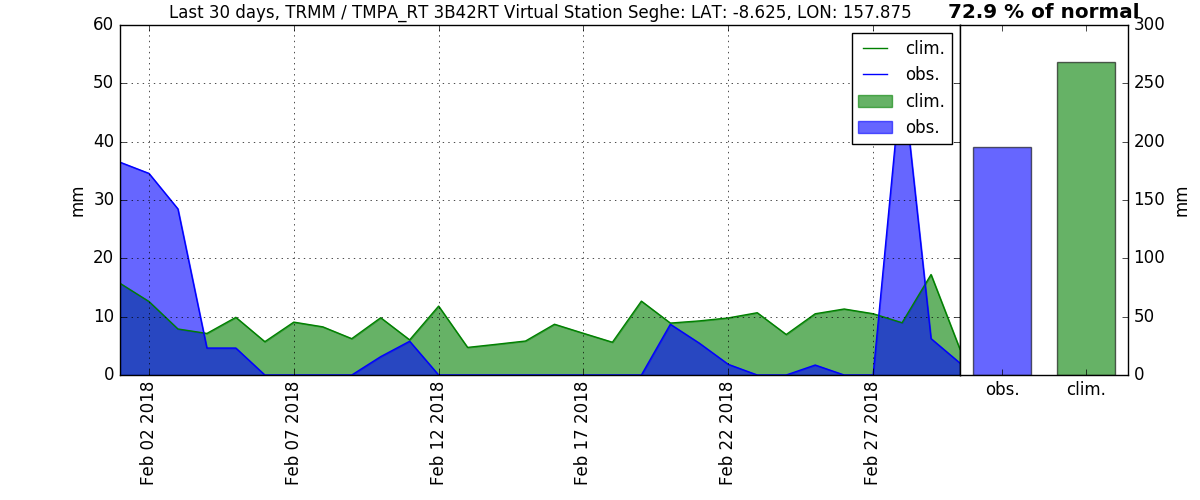 Last 30 days, TRMM / TMPA_RT 3B42RT Virtual Station Seghe: LAT: -8.625, LON: 157.875
72.9 % of normal
60
50
40
30
20
10
0
mm
clim.
obs.
clim.
obs.
300
250
200
150
100
50
0
mm
Feb 02 2018
Feb 07 2018
Feb 12 2018
Feb 17 2018
Feb 22 2018
Feb 27 2018
obs.
clim.